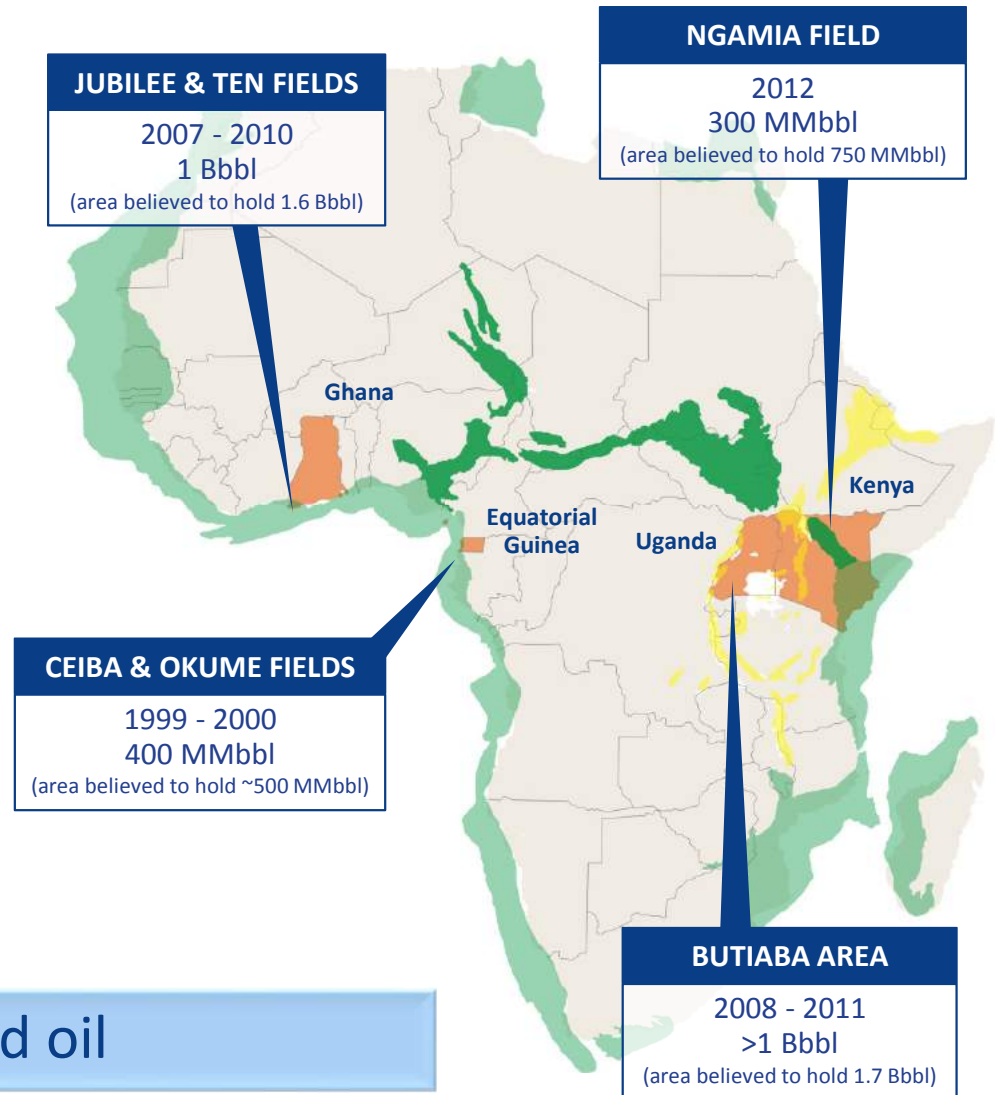 NGAMIA FIELD
2012
300 MMbbl
(area believed to hold 750 MMbbl)
JUBILEE & TEN FIELDS
2007 - 2010
1 Bbbl
(area believed to hold 1.6 Bbbl)
Ghana
Kenya
Equatorial
Guinea
Uganda
CEIBA & OKUME FIELDS
1999 - 2000
400 MMbbl
(area believed to hold ~500 MMbbl)
BUTIABA AREA
2008 - 2011
>1 Bbbl
(area believed to hold 1.7 Bbbl)
d oil